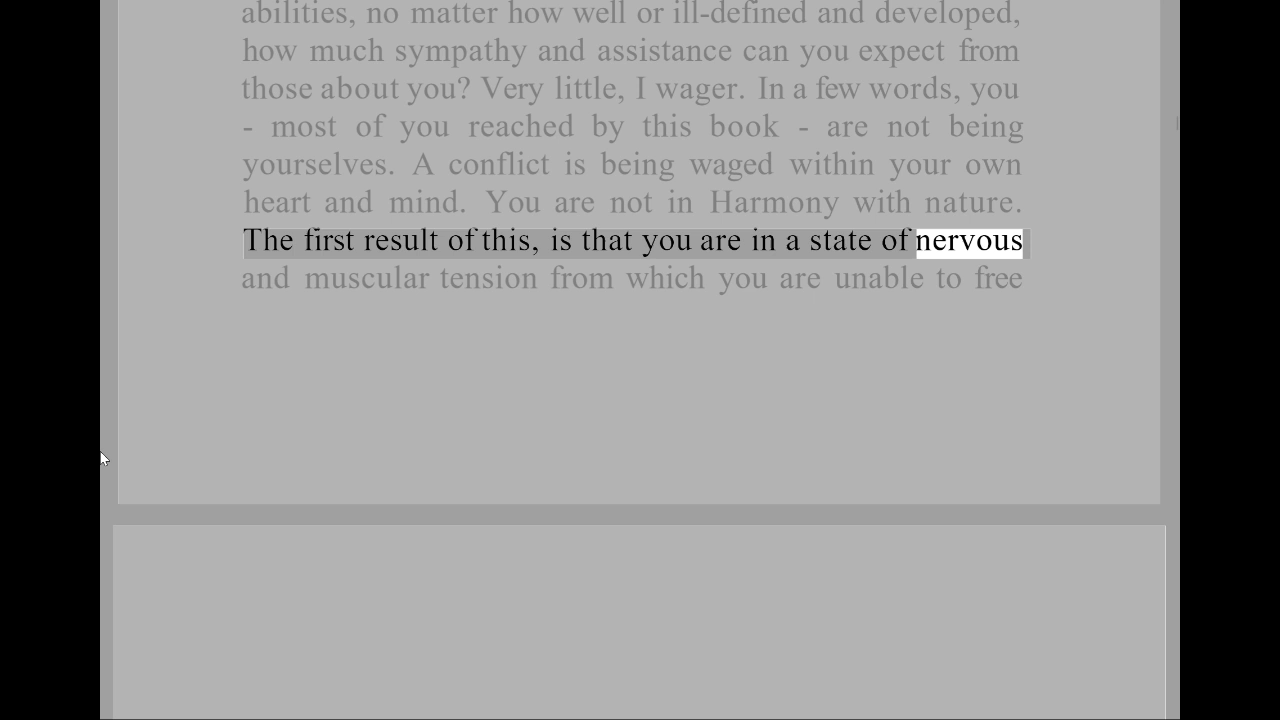 abilities, no matter how well or ill-defined and developed,
how much sympathy and assistance can you expect from
those about you? Very little, I wager. In a few words, you
- most of you reached by this book - are not being
yourselves. A conflict is being waged within your own
heart and mind. You are not in Harmony with nature.
The first result of this, is that you are in a state of nervous
and muscular tension from which you are unable to free